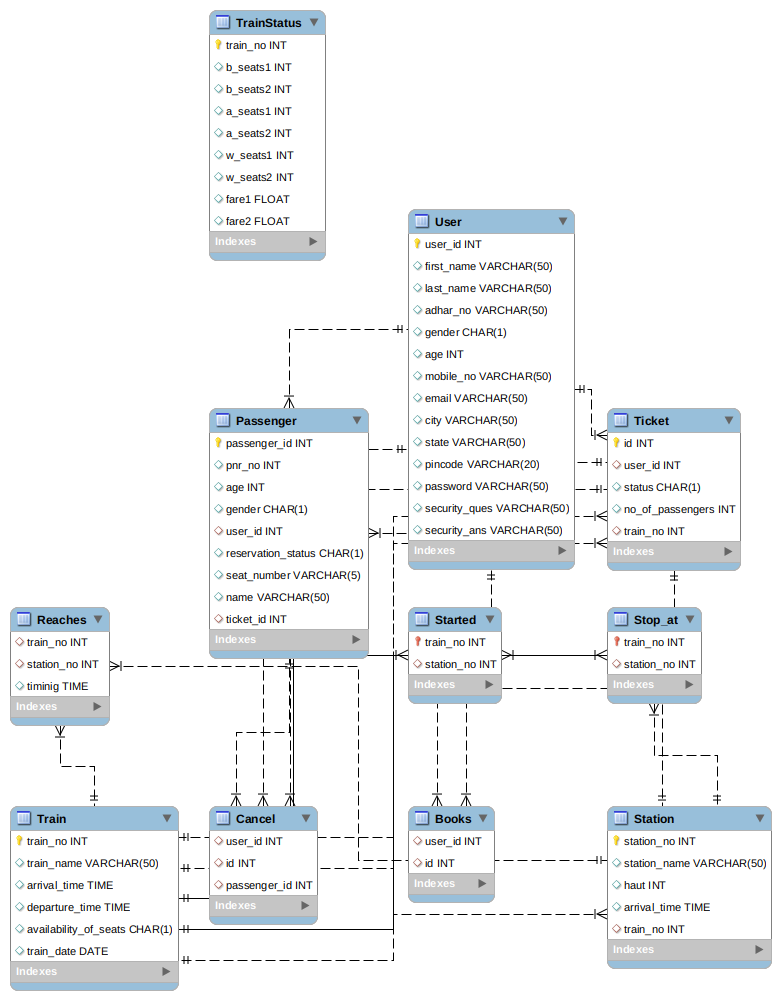 TrainStatus
train_no INT
b_seats1 INT
b_seats2 INT
a_seats1 INT
a_seats2 INT
w_seats1 INT
w_seats2 INT
fare1 FLOAT
fare2 FLOAT
Indexes
User
user_id INT
first_name VARCHAR(50)
last_name VARCHAR(50)
adhar_no VARCHAR(50)
gender CHAR(1)
age INT
mobile_no VARCHAR(50)
email VARCHAR(50)
city VARCHAR(50)
state VARCHAR(50)
pincode VARCHAR(20)
password VARCHAR(50)
security_ques VARCHAR(50)
security_ans VARCHAR(50)
Indexes
Passenger
passenger_id INT
pnr_no INT
age INT
gender CHAR(1)
user_id INT
reservation_status CHAR(1)
seat_number VARCHAR(5)
name VARCHAR(50)
ticket_id INT
Indexes
Ticket
id INT
user_id INT
status CHAR(1)
no_of_passengers INT
train_no INT
Indexes
Reaches
train_no INT
station_no INT
timinig TIME
Indexes
Started
train_no INT
station_no INT
Indexes
Stop_at
train_no INT
station_no INT
Indexes
Train
train_no INT
train_name VARCHAR(50)
arrival_time TIME
departure_time TIME
availability_of_seats CHAR(1)
train_date DATE
Indexes
Cancel
user_id INT
id INT
passenger_id INT
Indexes
Books
user_id INT
id INT
Indexes
Station
station_no INT
station_name VARCHAR(50)
haut INT
arrival_time TIME
train_no INT
Indexes